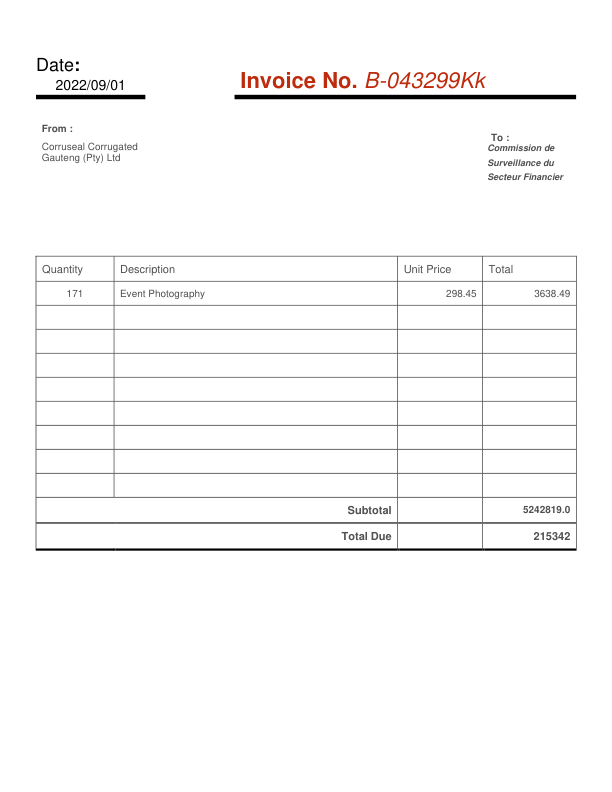 Date:
2022/09/01
Invoice No. B-043299Kk
From :
Corruseal Corrugated
Gauteng (Pty) Ltd
To :
Commission de
Surveillance du
Secteur Financier
Quantity Description Unit Price Total
171 Event Photography 298.45 3638.49
Subtotal 5242819.0
Total Due 215342